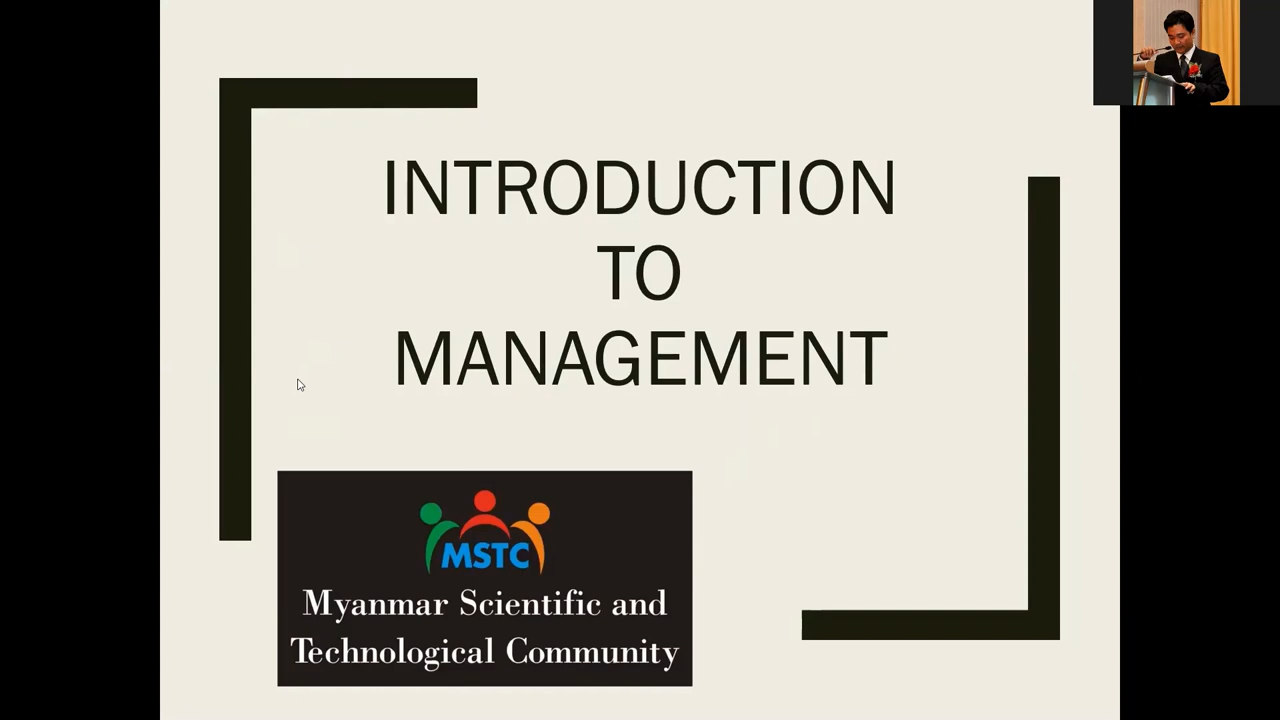 INTRODUCTION
TO
MANAGEMENT
MSTC
Myanmar Scientific and
Technological Community